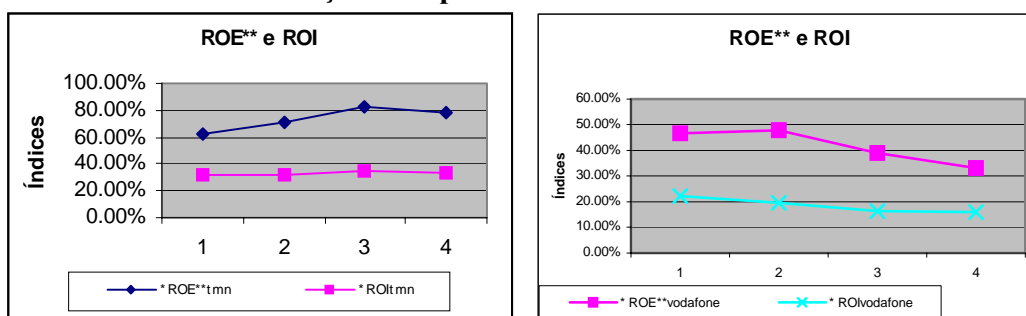 ROE** e ROI
Índices
100.00%
80.00%
60.00%
40.00%
20.00%
0.00%
1 2 3 4
* ROE**tmn * ROItmn
ROE** e ROI
Índices
60.00%
50.00%
40.00%
30.00%
20.00%
10.00%
0.00%
1 2 3 4
* ROE**vodafone * ROIvodafone